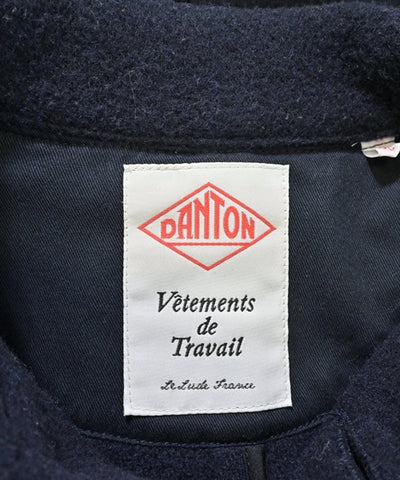 DANTON
Vêtements
de
Travail
Le Lude France